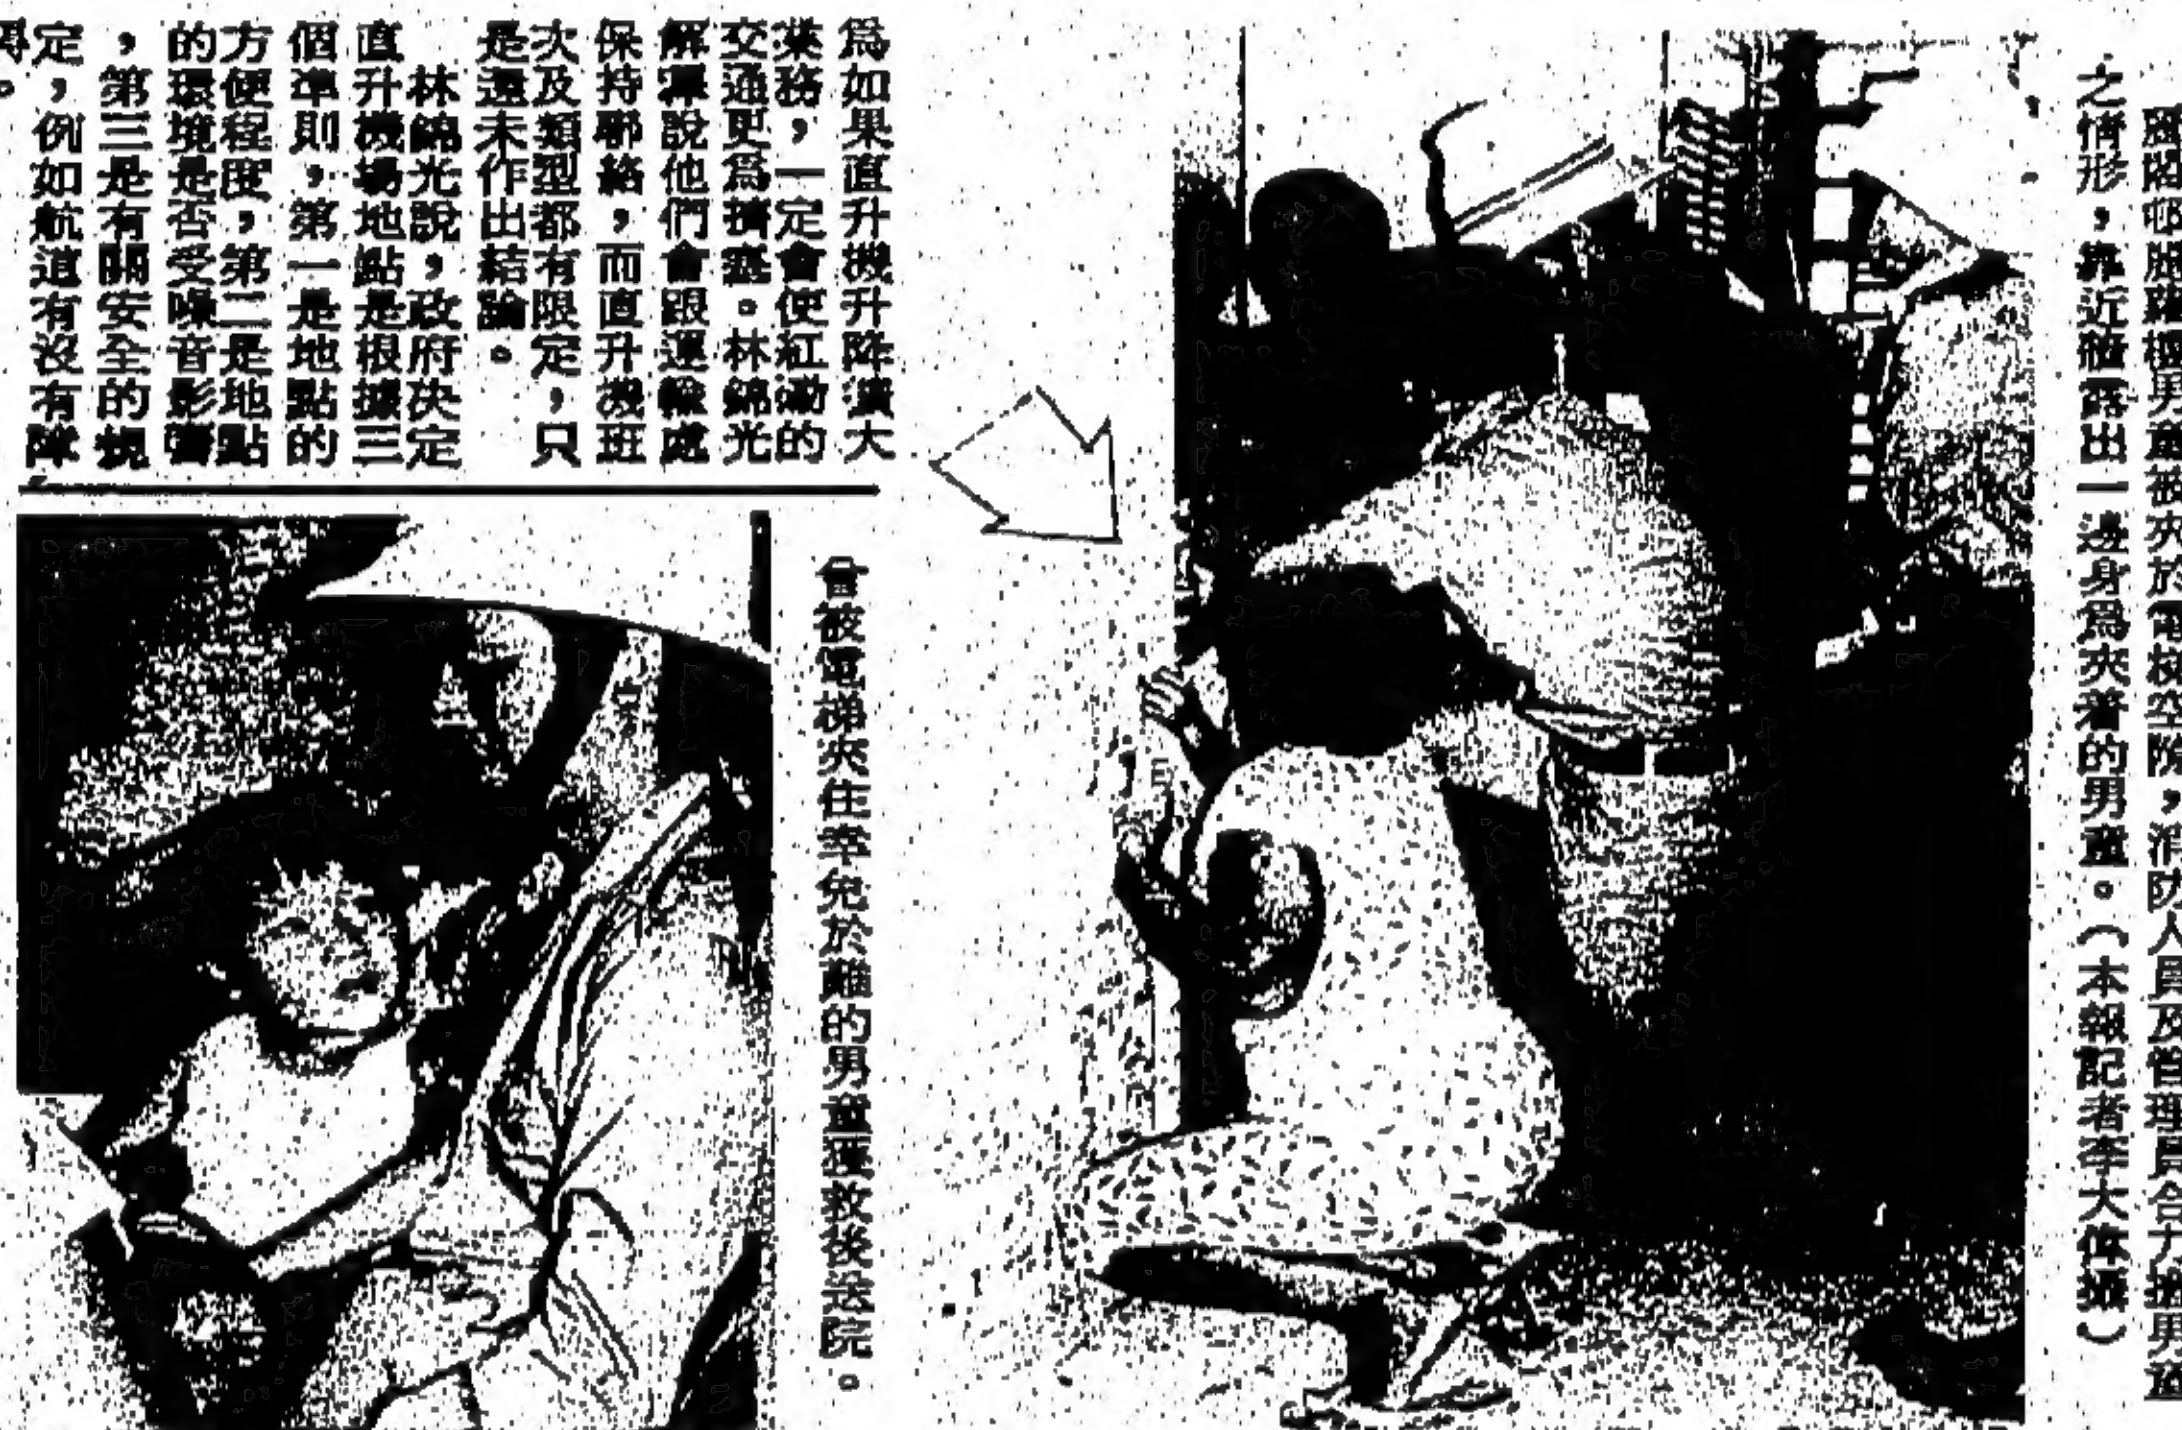 之情形，靠近牆露出一邊身爲夾着的男童。（本報記者李大偉攝）
爲如果直升機升降擴大
業務，一定會使紅磡的
交通更爲擠塞。林錦光
解釋說他們會跟運輸處
保持聯絡，而直升機班
次及類型都有限定，只
是還未作出結論。
林錦光說，政府决定
直升機場地點是根據三
個準則，第一是地點的
方便程度，第二是地點
的環境是否受噪音影響
，第三是有關安全的規
定，例如航道有沒有障
曾被電梯夾住幸免於難的男童獲救後送院。